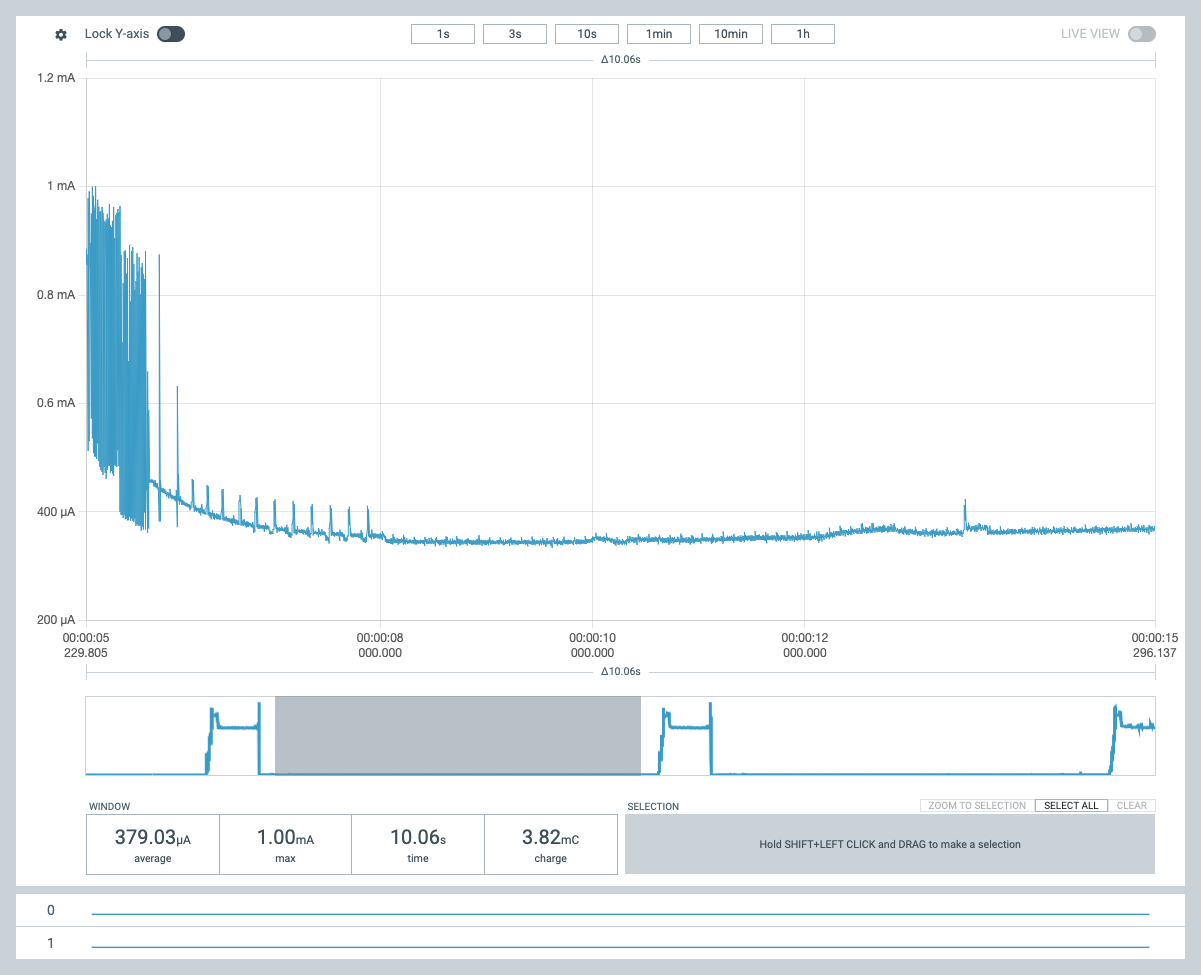 Lock Y-axis 1s 3s 10s 1min 10min 1h LIVE VIEW
Δ10.06s
1.2 mA
1 mA
0.8 mA
0.6 mA
400 µA
200 µA
00:00:05 00:00:08 00:00:10 00:00:12 00:00:15
229.805 000.000 000.000 000.000 296.137
Δ10.06s
WINDOW SELECTION ZOOM TO SELECTION SELECT ALL CLEAR
379.03µA 1.00mA 10.06s 3.82mC
average max time charge
Hold SHIFT+LEFT CLICK and DRAG to make a selection
0
1